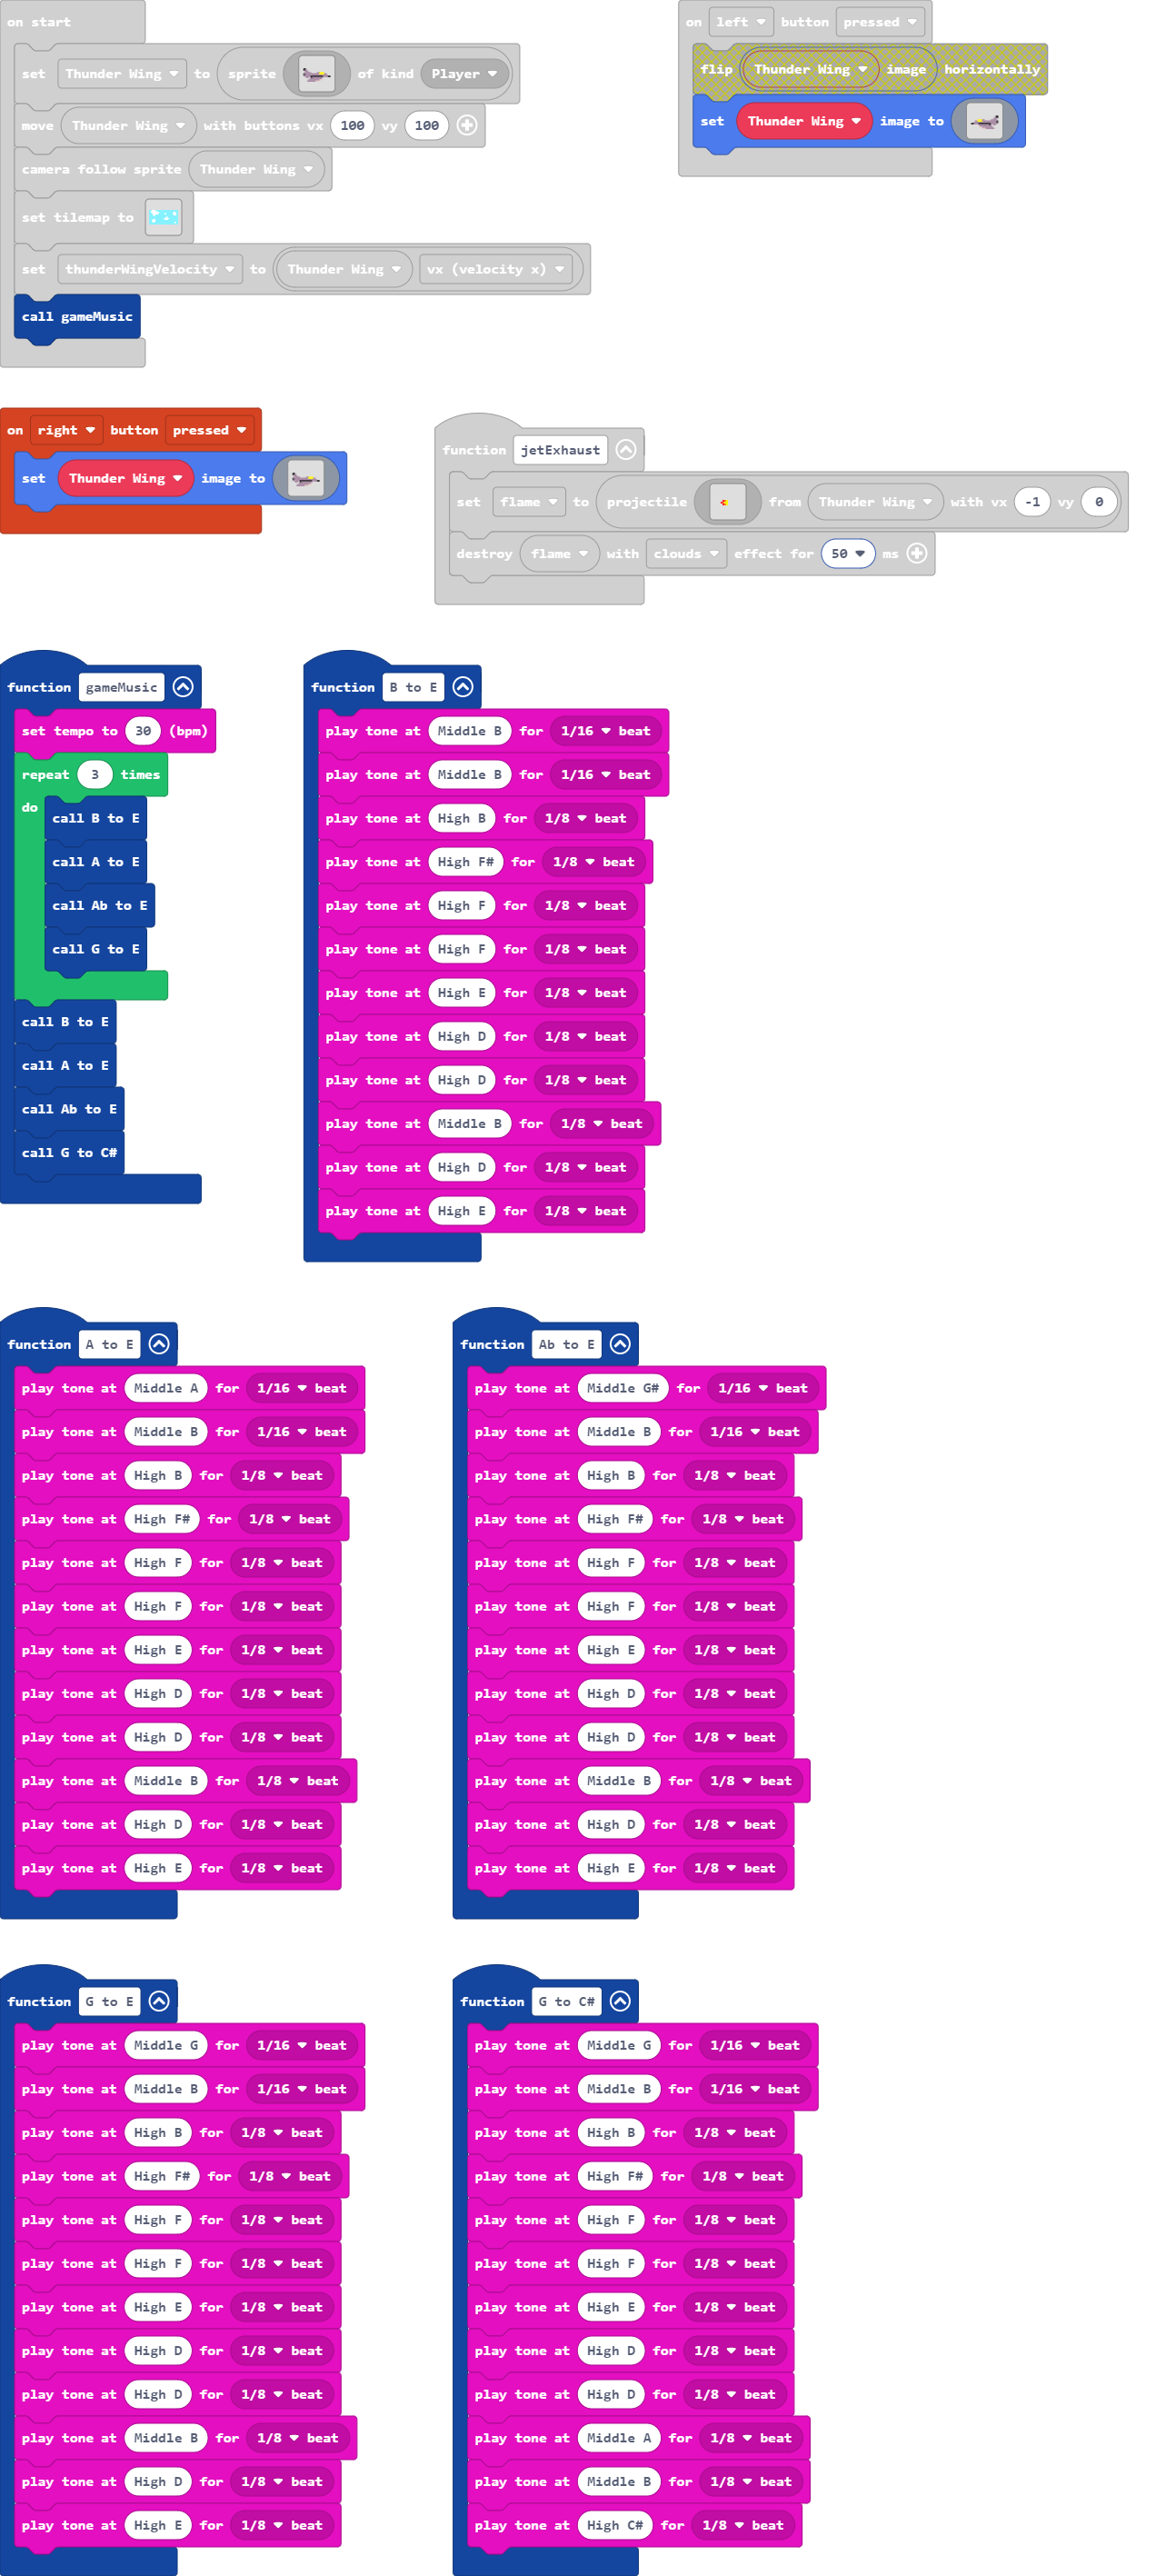 on start
set Thunder Wing to sprite of kind Player
move Thunder Wing with buttons vx 100 vy 100
camera follow sprite Thunder Wing
set tilemap to
set thunderWingVelocity to Thunder Wing vx (velocity x)
call gameMusic
on left button pressed
flip Thunder Wing image horizontally
set Thunder Wing image to
on right button pressed
set Thunder Wing image to
function jetExhaust
set flame to projectile from Thunder Wing with vx -1 vy 0
destroy flame with clouds effect for 50 ms
function gameMusic
set tempo to 30 (bpm)
repeat 3 times
do
call B to E
call A to E
call Ab to E
call G to E
call B to E
call A to E
call Ab to E
call G to C#
function B to E
play tone at Middle B for 1/16 beat
play tone at Middle B for 1/16 beat
play tone at High B for 1/8 beat
play tone at High F# for 1/8 beat
play tone at High F for 1/8 beat
play tone at High F for 1/8 beat
play tone at High E for 1/8 beat
play tone at High D for 1/8 beat
play tone at High D for 1/8 beat
play tone at Middle B for 1/8 beat
play tone at High D for 1/8 beat
play tone at High E for 1/8 beat
function A to E
play tone at Middle A for 1/16 beat
play tone at Middle B for 1/16 beat
play tone at High B for 1/8 beat
play tone at High F# for 1/8 beat
play tone at High F for 1/8 beat
play tone at High F for 1/8 beat
play tone at High E for 1/8 beat
play tone at High D for 1/8 beat
play tone at High D for 1/8 beat
play tone at Middle B for 1/8 beat
play tone at High D for 1/8 beat
play tone at High E for 1/8 beat
function Ab to E
play tone at Middle G# for 1/16 beat
play tone at Middle B for 1/16 beat
play tone at High B for 1/8 beat
play tone at High F# for 1/8 beat
play tone at High F for 1/8 beat
play tone at High F for 1/8 beat
play tone at High E for 1/8 beat
play tone at High D for 1/8 beat
play tone at High D for 1/8 beat
play tone at Middle B for 1/8 beat
play tone at High D for 1/8 beat
play tone at High E for 1/8 beat
function G to E
play tone at Middle G for 1/16 beat
play tone at Middle B for 1/16 beat
play tone at High B for 1/8 beat
play tone at High F# for 1/8 beat
play tone at High F for 1/8 beat
play tone at High F for 1/8 beat
play tone at High E for 1/8 beat
play tone at High D for 1/8 beat
play tone at High D for 1/8 beat
play tone at Middle B for 1/8 beat
play tone at High D for 1/8 beat
play tone at High E for 1/8 beat
function G to C#
play tone at Middle G for 1/16 beat
play tone at Middle B for 1/16 beat
play tone at High B for 1/8 beat
play tone at High F# for 1/8 beat
play tone at High F for 1/8 beat
play tone at High F for 1/8 beat
play tone at High E for 1/8 beat
play tone at High D for 1/8 beat
play tone at High D for 1/8 beat
play tone at Middle A for 1/8 beat
play tone at Middle B for 1/8 beat
play tone at High C# for 1/8 beat